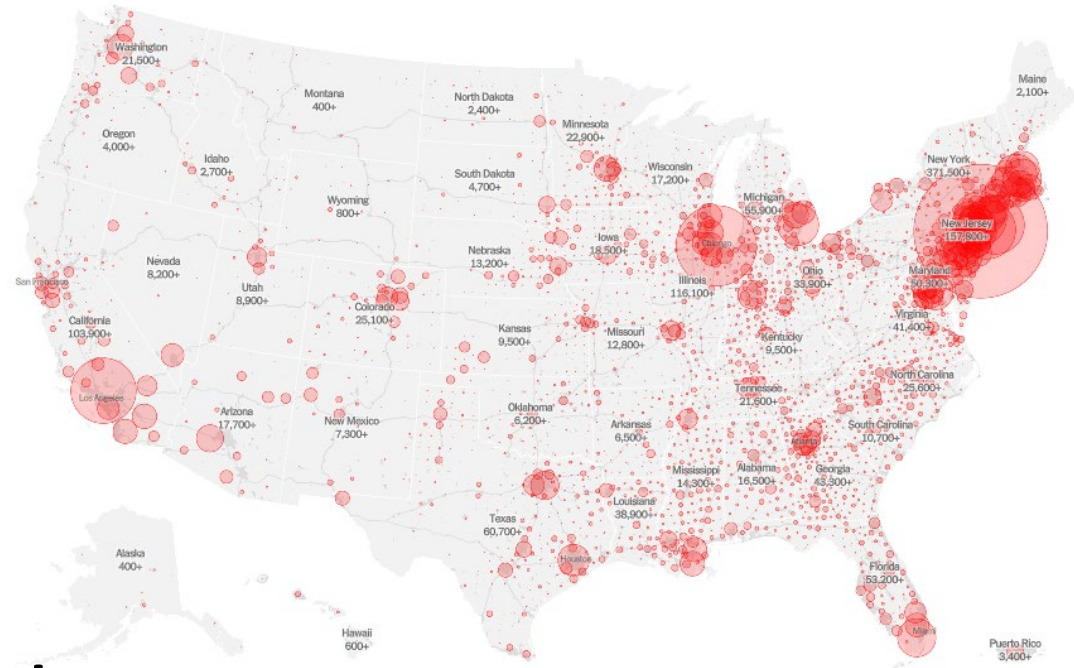 Washington
21,500+
Montana
400+
North Dakota
2,400+
Minnesota
22,900+
Maine
2,100+
Oregon
4,000+
Idaho
2,700+
South Dakota
4,700+
Wisconsin
17,200+
Michigan
55,900+
New York
371,500+
Wyoming
800+
Nebraska
13,200+
Iowa
18,500+
Chicago
New Jersey
157,800+
San Francisco
Nevada
8,200+
Utah
8,900+
Colorado
25,100+
Illinois
116,100+
Ohio
33,900+
Maryland
50,300+
California
103,900+
Kansas
9,500+
Missouri
12,800+
Kentucky
9,500+
Virginia
41,400+
Los Angeles
Arizona
17,700+
New Mexico
7,300+
Oklahoma
6,200+
Arkansas
6,500+
Tennessee
21,600+
North Carolina
25,600+
South Carolina
10,700+
Atlanta
Mississippi
14,300+
Alabama
16,500+
Georgia
43,300+
Texas
60,700+
Louisiana
38,900+
Houston
Alaska
400+
Florida
53,200+
Hawaii
600+
Miami
Puerto Rico
3,400+